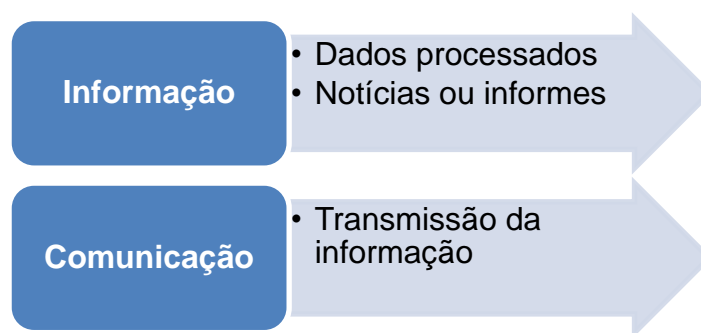 Informação
• Dados processados
• Notícias ou informes
Comunicação
• Transmissão da
informação